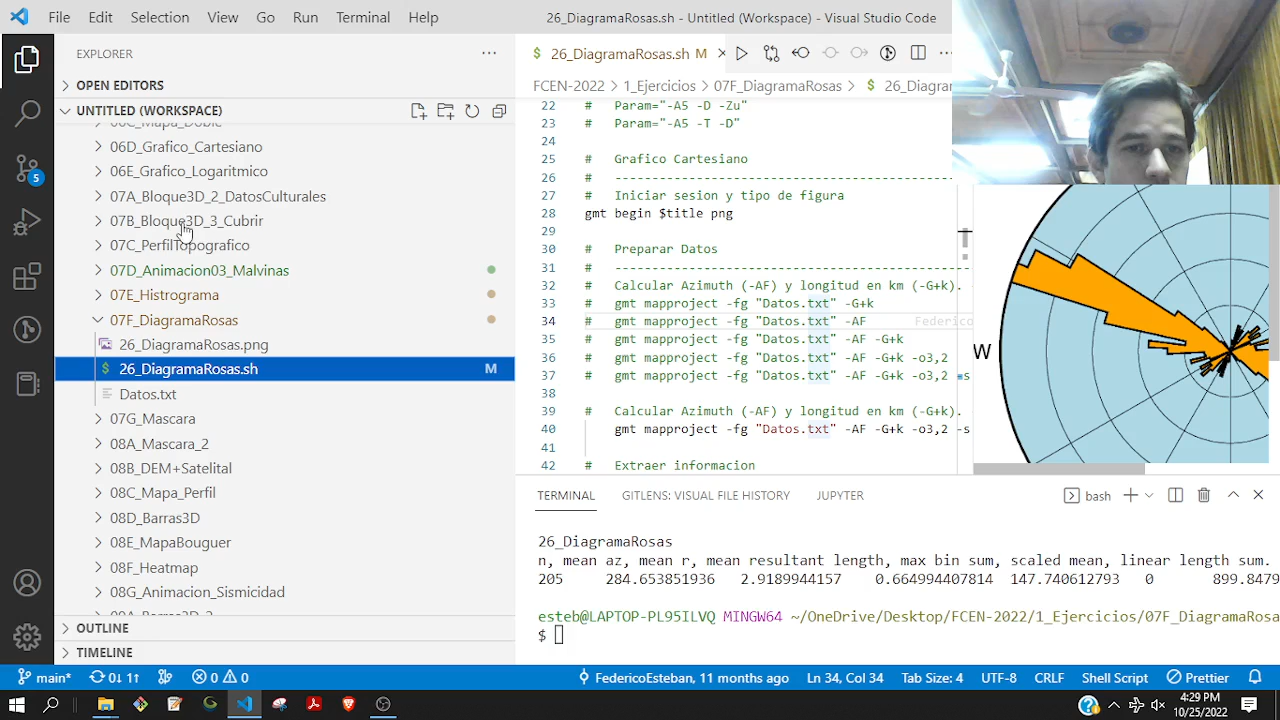 File Edit Selection View Go Run Terminal Help 26_DiagramaRosas.sh - Untitled (Workspace) - Visual Studio Code
EXPLORER
OPEN EDITORS
UNTITLED (WORKSPACE)
06C_Mapa_Doble
06D_Grafico_Cartesiano
06E_Grafico_Logaritmico
07A_Bloque3D_2_DatosCulturales
07B_Bloque3D_3_Cubrir
07C_PerfilTopografico
07D_Animacion03_Malvinas
07E_Histrograma
07F_DiagramaRosas
26_DiagramaRosas.png
26_DiagramaRosas.sh M
Datos.txt
07G_Mascara
08A_Mascara_2
08B_DEM+Satelital
08C_Mapa_Perfil
08D_Barras3D
08E_MapaBouguer
08F_Heatmap
08G_Animacion_Sismicidad
09A_Barras3D_2
OUTLINE
TIMELINE
5
26_DiagramaRosas.sh M
FCEN-2022 > 1_Ejercicios > 07F_DiagramaRosas > $ 26_Diagram
22 # Param="-A5 -D -Zu"
23 # Param="-A5 -T -D"
24
25 # Grafico Cartesiano
26 # -----------------------------------------------
27 # Iniciar sesion y tipo de figura
28 gmt begin $title png
29
30 # Preparar Datos
31 # -----------------------------------------------
32 # Calcular Azimuth (-AF) y longitud en km (-G+k).
33 # gmt mapproject -fg "Datos.txt" -G+k
34 # gmt mapproject -fg "Datos.txt" -AF Federico
35 # gmt mapproject -fg "Datos.txt" -AF -G+k
36 # gmt mapproject -fg "Datos.txt" -AF -G+k -o3,2
37 # gmt mapproject -fg "Datos.txt" -AF -G+k -o3,2 -s
38
39 # Calcular Azimuth (-AF) y longitud en km (-G+k).
40 gmt mapproject -fg "Datos.txt" -AF -G+k -o3,2 -s
41
42 # Extraer informacion
W
TERMINAL GITLENS: VISUAL FILE HISTORY JUPYTER bash
26_DiagramaRosas
n, mean az, mean r, mean resultant length, max bin sum, scaled mean, linear length sum.
205 284.653851936 2.9189944157 0.664994407814 147.740612793 0 899.8479
esteb@LAPTOP-PL95ILVQ MINGW64 ~/OneDrive/Desktop/FCEN-2022/1_Ejercicios/07F_DiagramaRosa
$
main* 0↓ 1↑ 0 0 FedericoEsteban, 11 months ago Ln 34, Col 34 Tab Size: 4 UTF-8 CRLF Shell Script Prettier
4:29 PM
10/25/2022